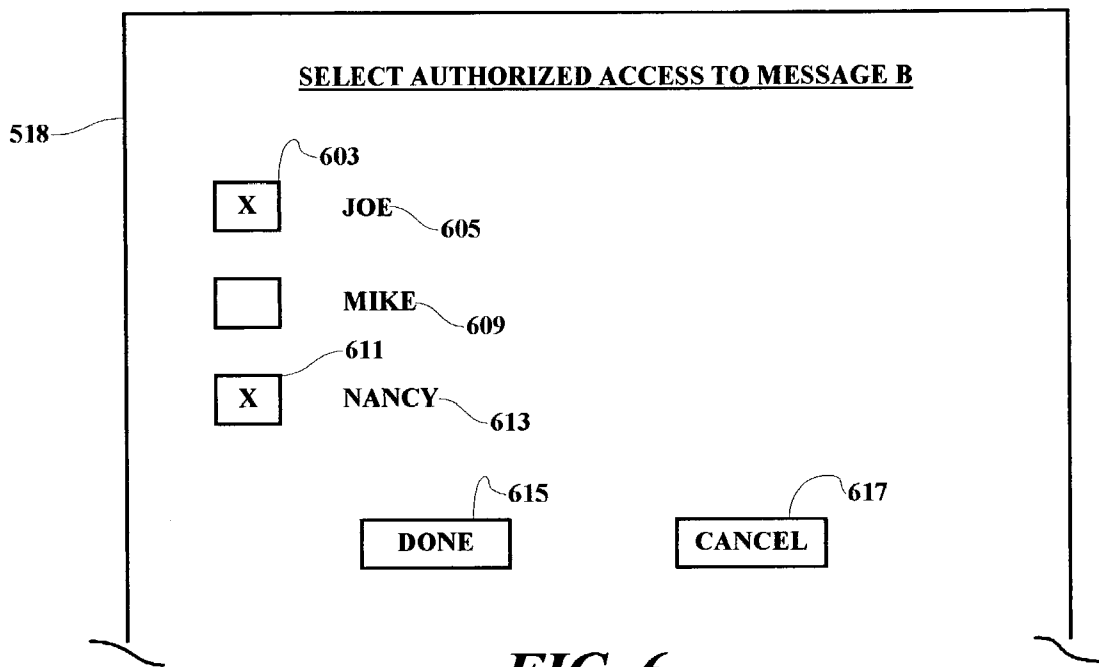 SELECT AUTHORIZED ACCESS TO MESSAGE B
518
603
X JOE
605
MIKE
609
611
X NANCY
613
615
617
DONE CANCEL
FIG. 6